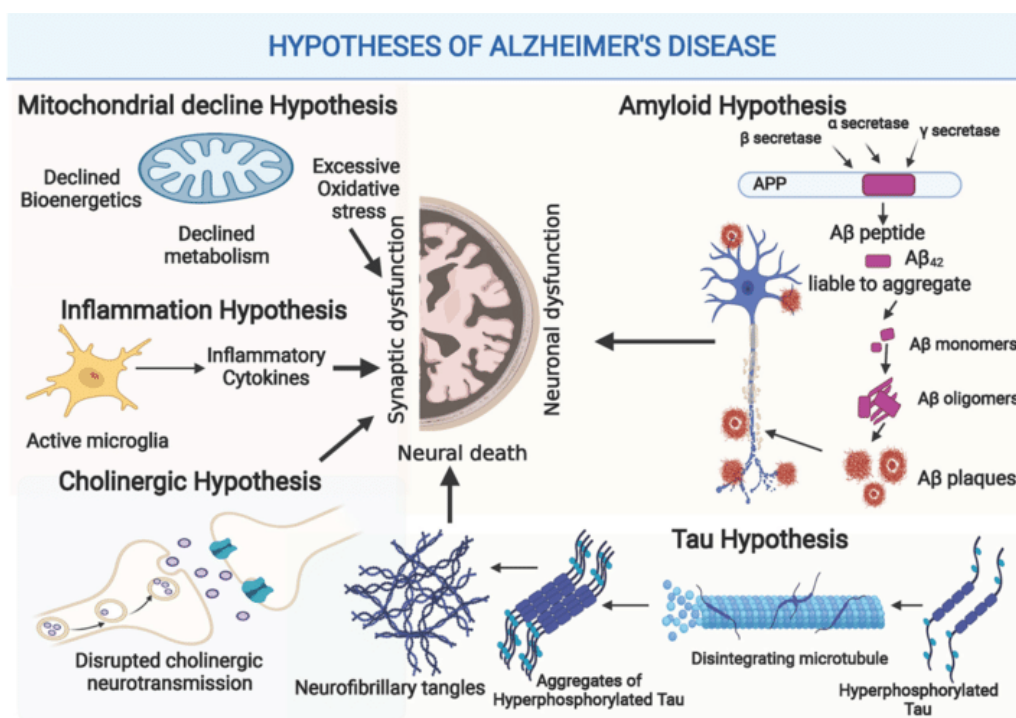 HYPOTHESES OF ALZHEIMER'S DISEASE
Mitochondrial decline Hypothesis
Declined
Bioenergetics
Excessive
Oxidative
stress
Declined
metabolism
Inflammation Hypothesis
Inflammatory
Cytokines
Active microglia
Cholinergic Hypothesis
Disrupted cholinergic
neurotransmission
Synaptic dysfunction
Neuronal dysfunction
Neural death
Amyloid Hypothesis
β secretase
α secretase
γ secretase
APP
Aβ peptide
Aβ₄₂
liable to aggregate
Aβ monomers
Aβ oligomers
Aβ plaques
Tau Hypothesis
Neurofibrillary tangles
Aggregates of
Hyperphosphorylated Tau
Disintegrating microtubule
Hyperphosphorylated
Tau